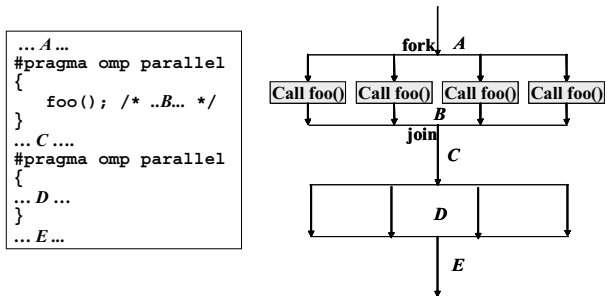 ... A ...
#pragma omp parallel
{
foo(); /* ..B... */
}
... C ....
#pragma omp parallel
{
... D ...
}
... E ...
fork A
Call foo() Call foo() Call foo() Call foo()
B
join
C
D
E